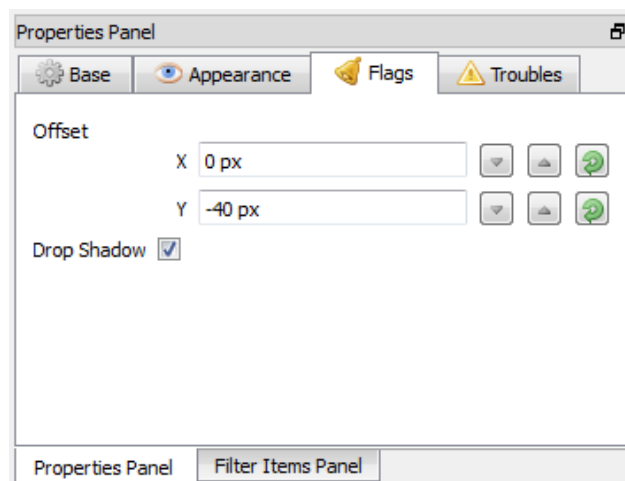 Properties Panel
Base Appearance Flags Troubles
Offset
X 0 px
Y -40 px
Drop Shadow
Properties Panel Filter Items Panel